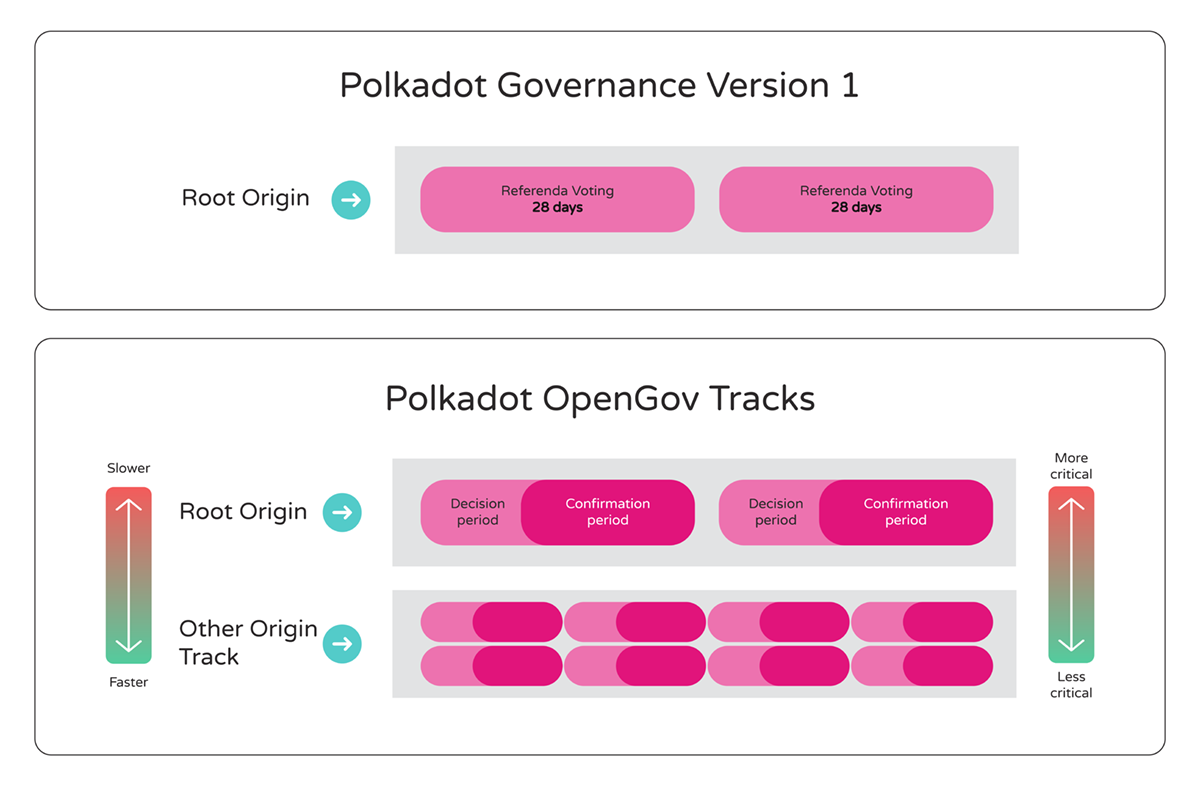 Polkadot Governance Version 1
Root Origin
Referenda Voting
28 days
Referenda Voting
28 days
Polkadot OpenGov Tracks
Slower
Faster
Root Origin
Decision
period
Confirmation
period
Decision
period
Confirmation
period
Other Origin
Track
More
critical
Less
critical